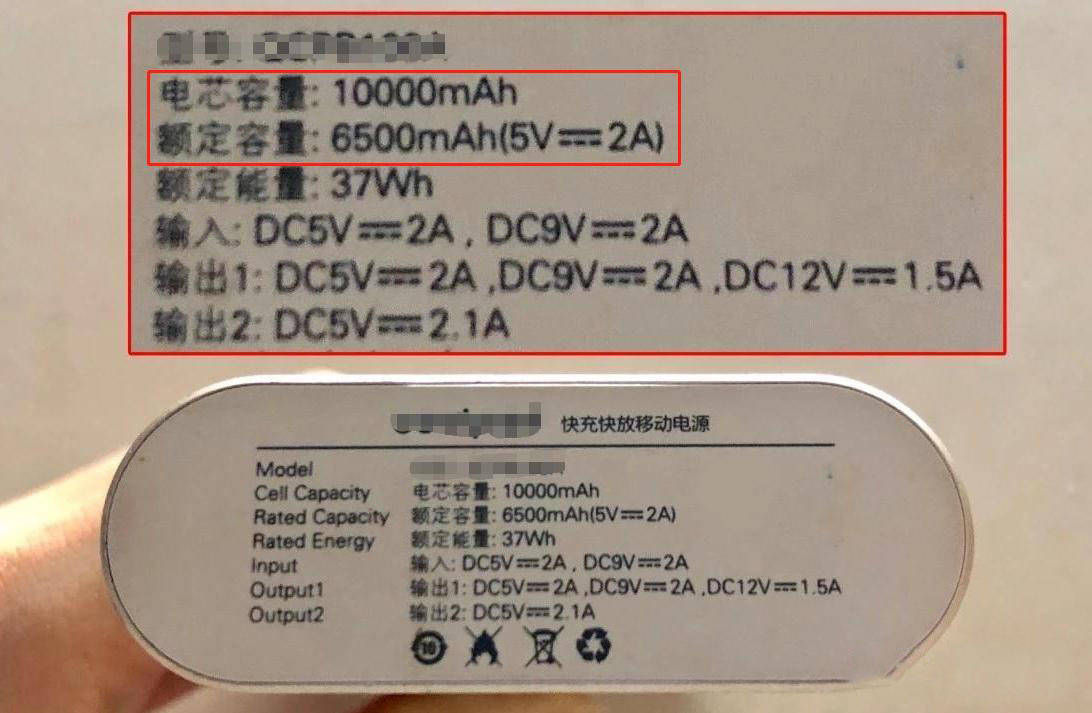 电芯容量: 10000mAh
额定容量: 6500mAh(5V⎓2A)
额定能量: 37Wh
输入: DC5V⎓2A , DC9V⎓2A
输出1: DC5V⎓2A ,DC9V⎓2A ,DC12V⎓1.5A
输出2: DC5V⎓2.1A
快充快放移动电源
Model
Cell Capacity 电芯容量: 10000mAh
Rated Capacity 额定容量: 6500mAh(5V⎓2A)
Rated Energy 额定能量: 37Wh
Input 输入: DC5V⎓2A , DC9V⎓2A
Output1 输出1: DC5V⎓2A ,DC9V⎓2A ,DC12V⎓1.5A
Output2 输出2: DC5V⎓2.1A
10